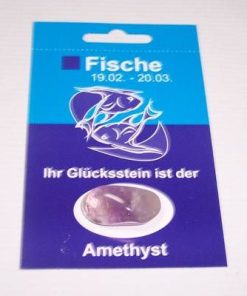 Fische
19.02. - 20.03.
Ihr Glücksstein ist der
Amethyst